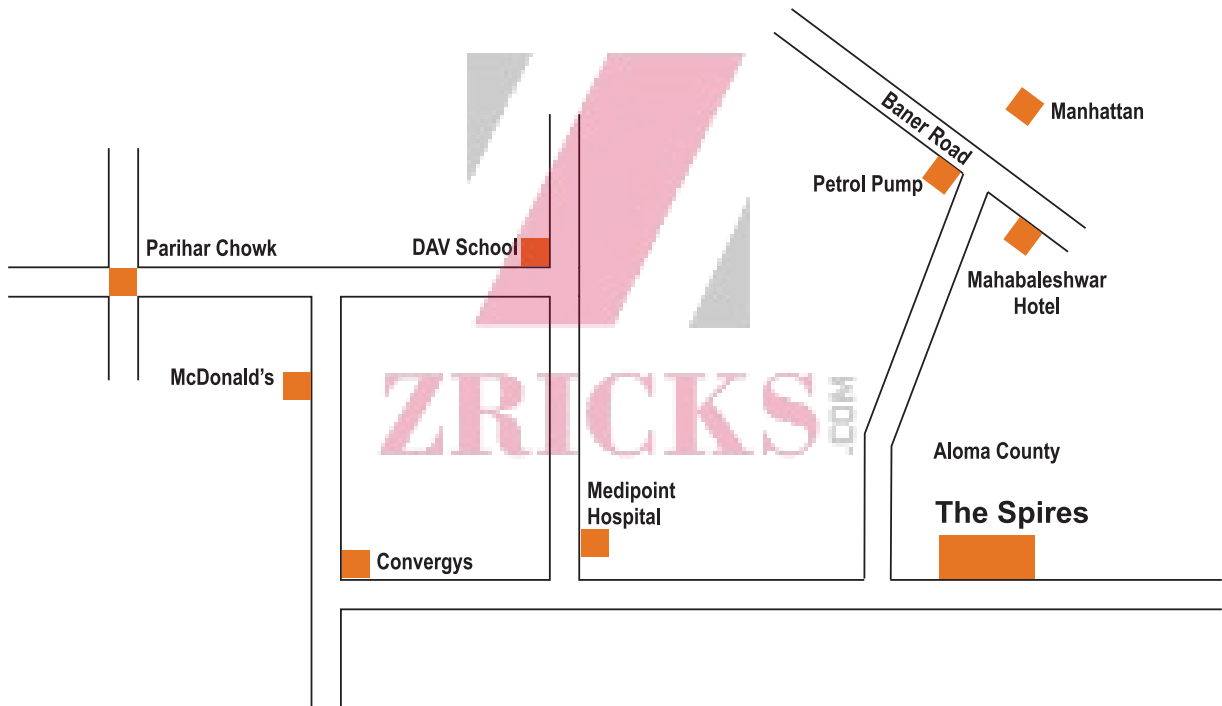 Baner Road
Manhattan
Petrol Pump
Parihar Chowk
DAV School
Mahabaleshwar
Hotel
McDonald's
ZRICKS
.COM
Aloma County
Medipoint
Hospital
The Spires
Convergys